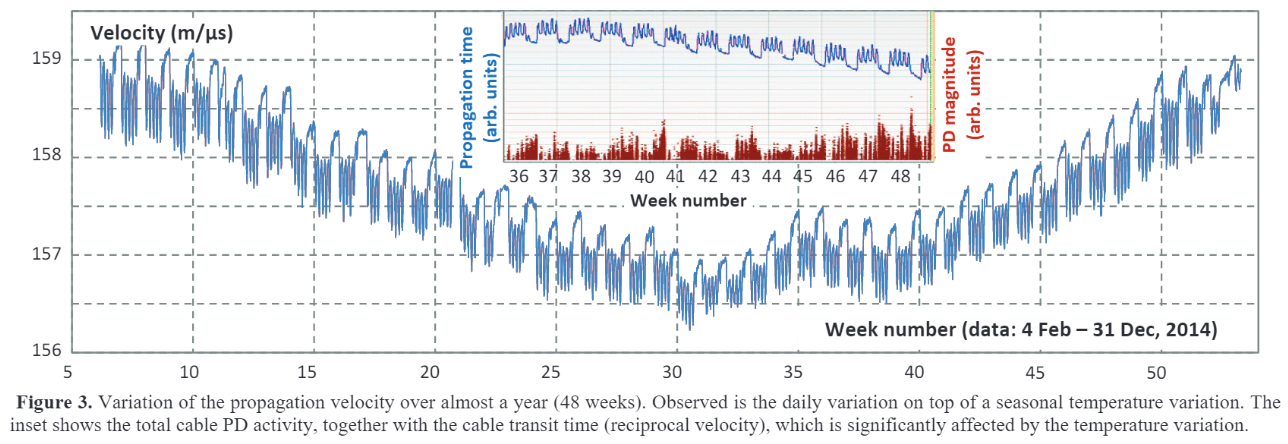 Velocity (m/µs)
159
158
157
156
5 10 15 20 25 30 35 40 45 50
Week number (data: 4 Feb – 31 Dec, 2014)
Propagation time
(arb. units)
PD magnitude
(arb. units)
36 37 38 39 40 41 42 43 44 45 46 47 48
Week number
Figure 3. Variation of the propagation velocity over almost a year (48 weeks). Observed is the daily variation on top of a seasonal temperature variation. The
inset shows the total cable PD activity, together with the cable transit time (reciprocal velocity), which is significantly affected by the temperature variation.